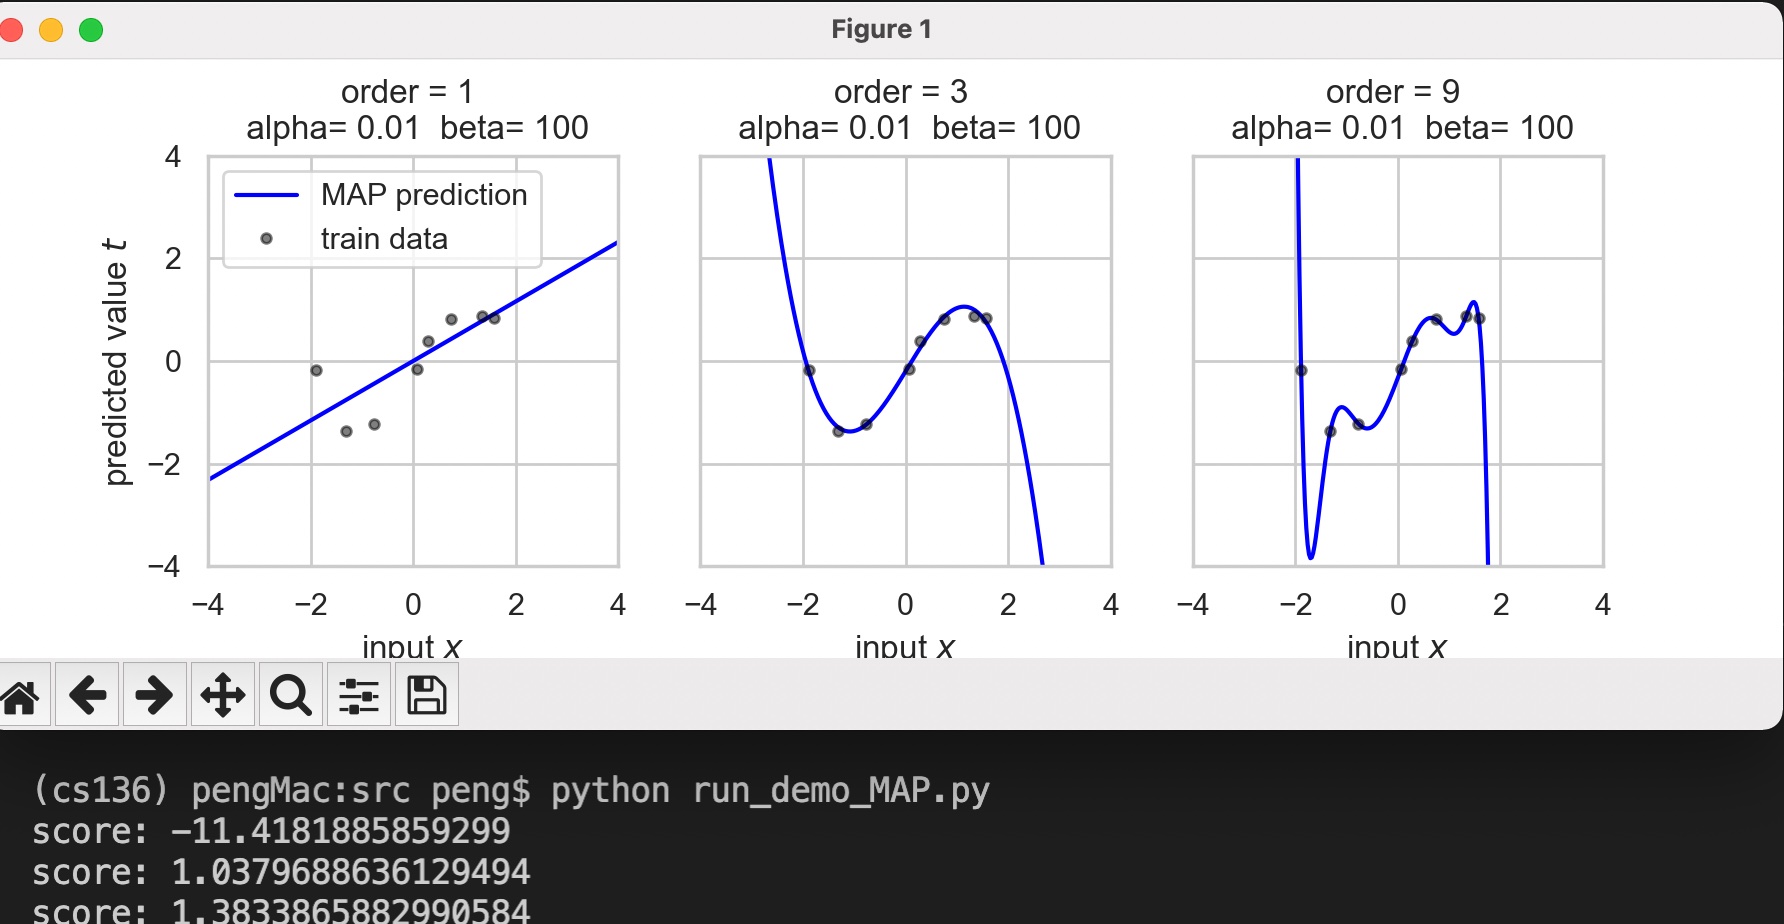 Figure 1
order = 1
alpha= 0.01  beta= 100
order = 3
alpha= 0.01  beta= 100
order = 9
alpha= 0.01  beta= 100
MAP prediction
train data
predicted value t
4
2
0
−2
−4
−4 −2 0 2 4
−4 −2 0 2 4
−4 −2 0 2 4
input x
input x
input x
(cs136) pengMac:src peng$ python run_demo_MAP.py
score: -11.4181885859299
score: 1.0379688636129494
score: 1.3833865882990584